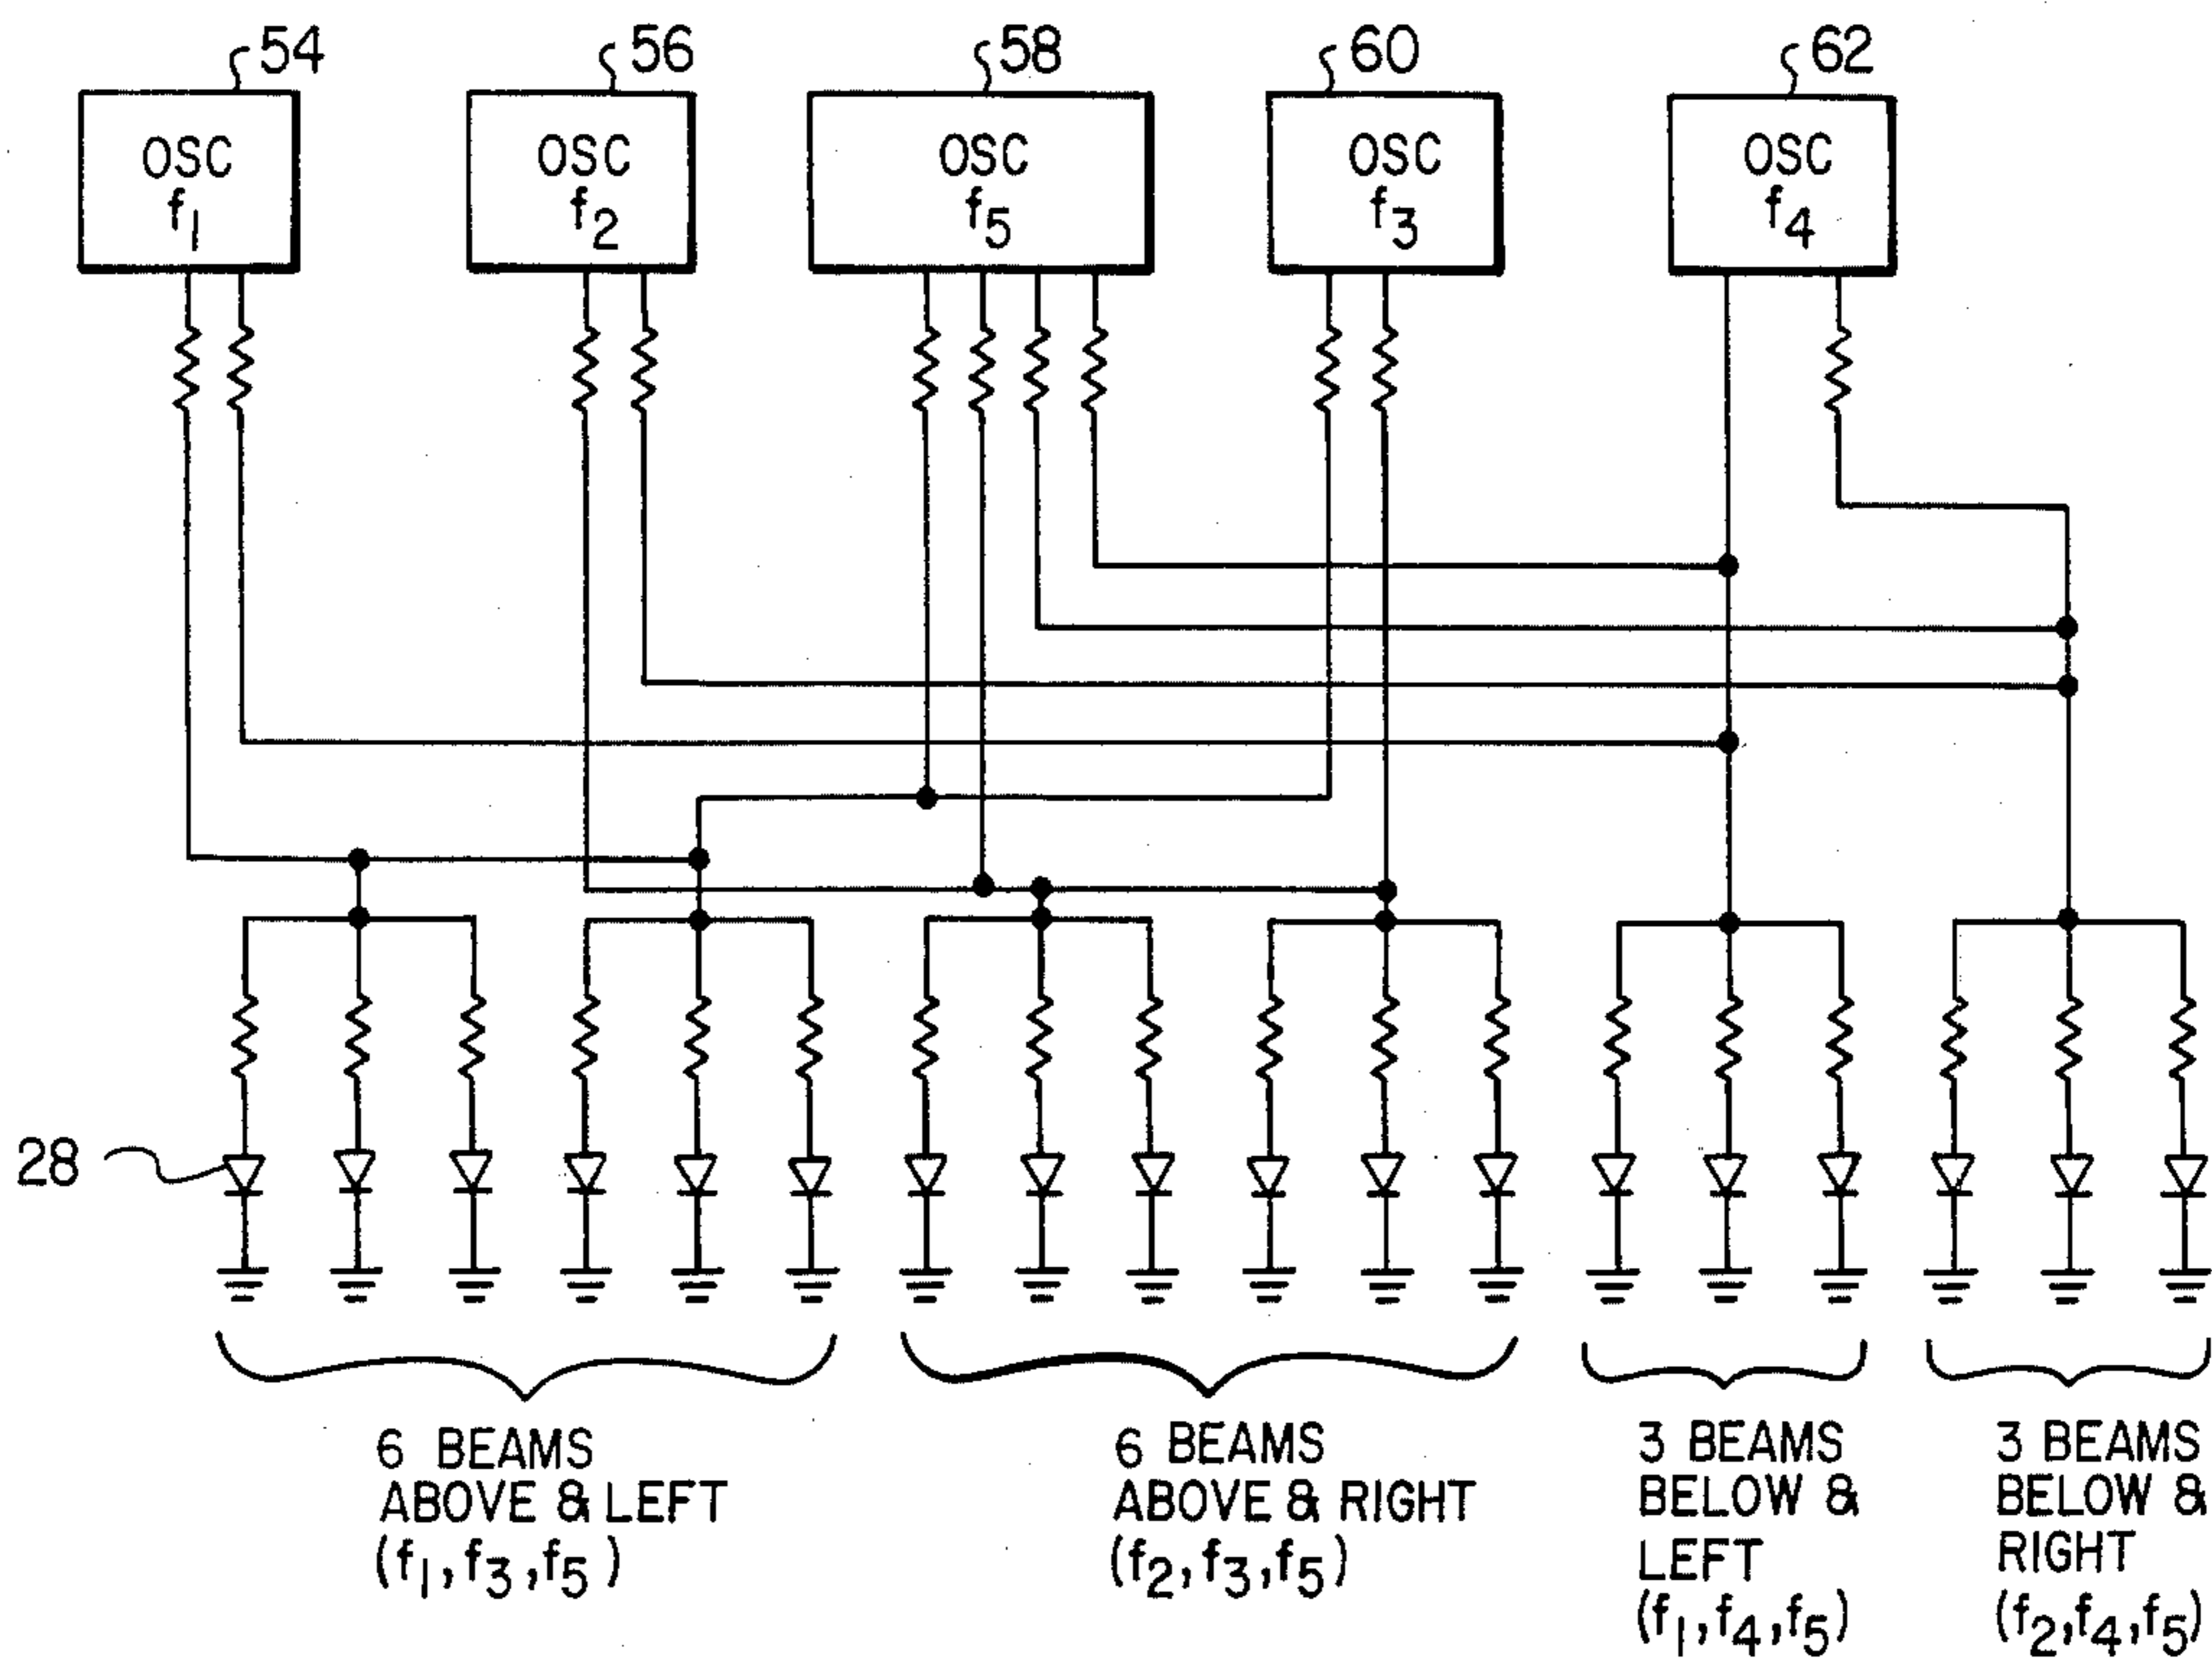 54 56 58 60 62
OSC OSC OSC OSC OSC
f1 f2 f5 f3 f4
28
6 BEAMS
ABOVE & LEFT
(f1, f3, f5)
6 BEAMS
ABOVE & RIGHT
(f2, f3, f5)
3 BEAMS
BELOW &
LEFT
(f1, f4, f5)
3 BEAMS
BELOW &
RIGHT
(f2, f4, f5)